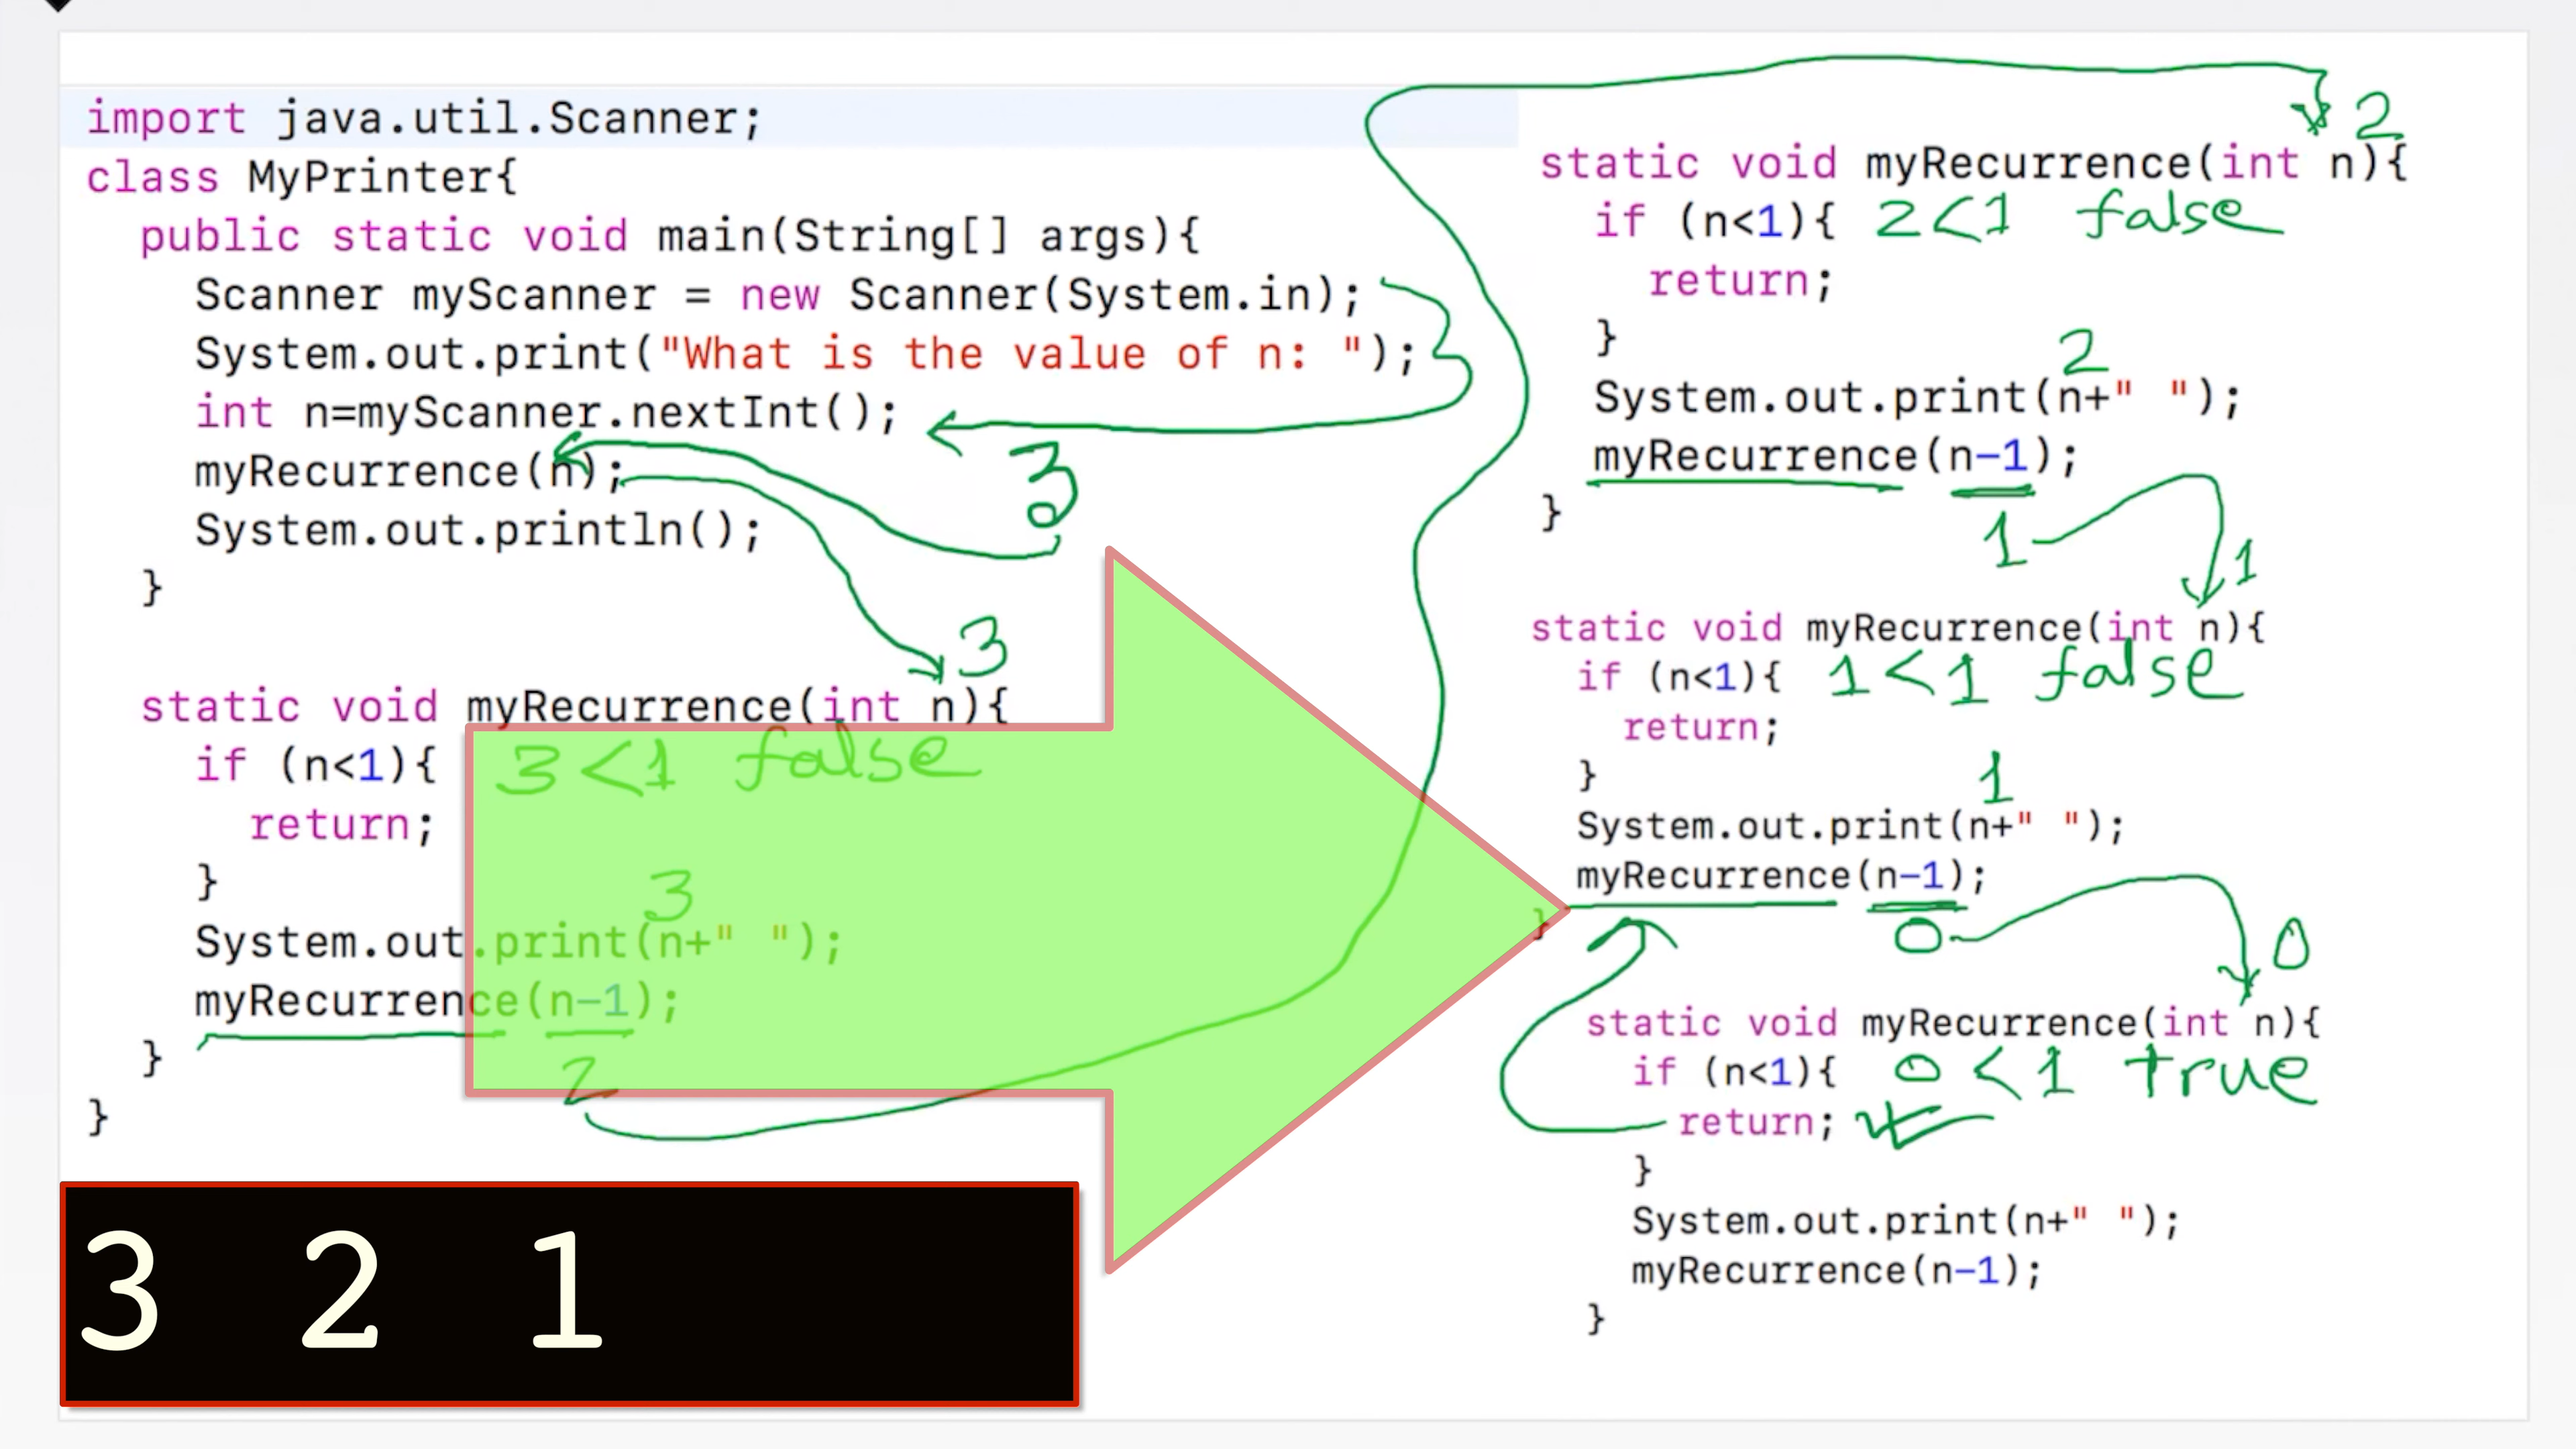 import java.util.Scanner;
class MyPrinter{
public static void main(String[] args){
Scanner myScanner = new Scanner(System.in);
System.out.print("What is the value of n: ");
int n=myScanner.nextInt();
3
myRecurrence(n);
System.out.println();
}
3
static void myRecurrence(int n){
if (n<1){ 3<1 false
return;
}
3
System.out.print(n+" ");
myRecurrence(n-1);
2
}
}
3 2 1
2
static void myRecurrence(int n){
if (n<1){ 2<1 false
return;
}
2
System.out.print(n+" ");
myRecurrence(n-1);
}
1
1
static void myRecurrence(int n){
if (n<1){ 1<1 false
return;
}
1
System.out.print(n+" ");
myRecurrence(n-1);
}
0
0
static void myRecurrence(int n){
if (n<1){ 0<1 true
return;
}
System.out.print(n+" ");
myRecurrence(n-1);
}